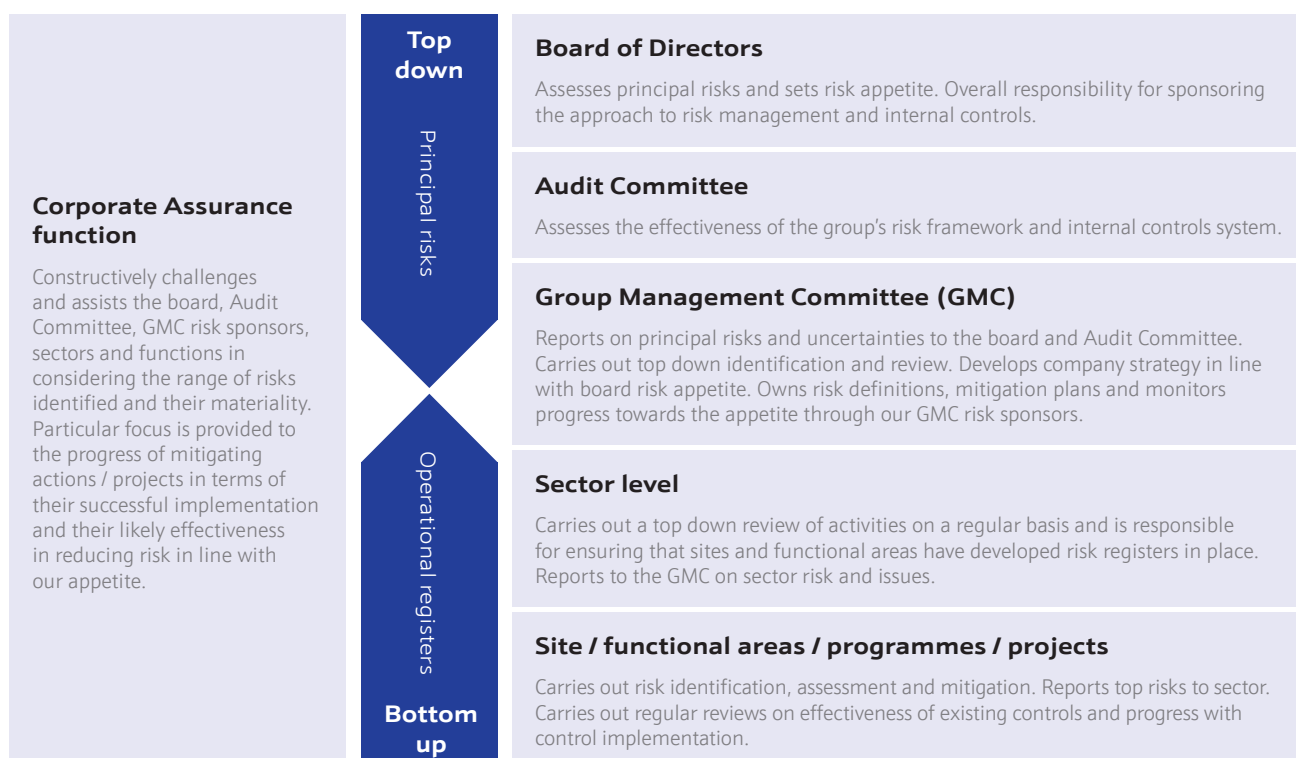 Corporate Assurance
function
Constructively challenges
and assists the board, Audit
Committee, GMC risk sponsors,
sectors and functions in
considering the range of risks
identified and their materiality.
Particular focus is provided to
the progress of mitigating
actions / projects in terms of
their successful implementation
and their likely effectiveness
in reducing risk in line with
our appetite.
Top
down
Principal risks
Operational registers
Bottom
up
Board of Directors
Assesses principal risks and sets risk appetite. Overall responsibility for sponsoring
the approach to risk management and internal controls.
Audit Committee
Assesses the effectiveness of the group's risk framework and internal controls system.
Group Management Committee (GMC)
Reports on principal risks and uncertainties to the board and Audit Committee.
Carries out top down identification and review. Develops company strategy in line
with board risk appetite. Owns risk definitions, mitigation plans and monitors
progress towards the appetite through our GMC risk sponsors.
Sector level
Carries out a top down review of activities on a regular basis and is responsible
for ensuring that sites and functional areas have developed risk registers in place.
Reports to the GMC on sector risk and issues.
Site / functional areas / programmes / projects
Carries out risk identification, assessment and mitigation. Reports top risks to sector.
Carries out regular reviews on effectiveness of existing controls and progress with
control implementation.